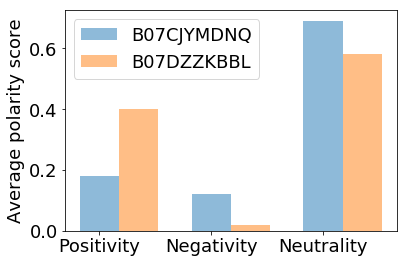 B07CJYMDNQ
B07DZZKBBL
Average polarity score
0.6
0.4
0.2
0.0
Positivity Negativity Neutrality